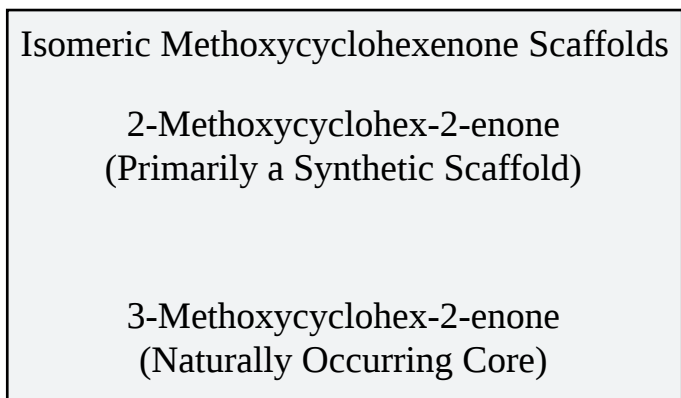 Isomeric Methoxycyclohexenone Scaffolds
2-Methoxycyclohex-2-enone
(Primarily a Synthetic Scaffold)
3-Methoxycyclohex-2-enone
(Naturally Occurring Core)